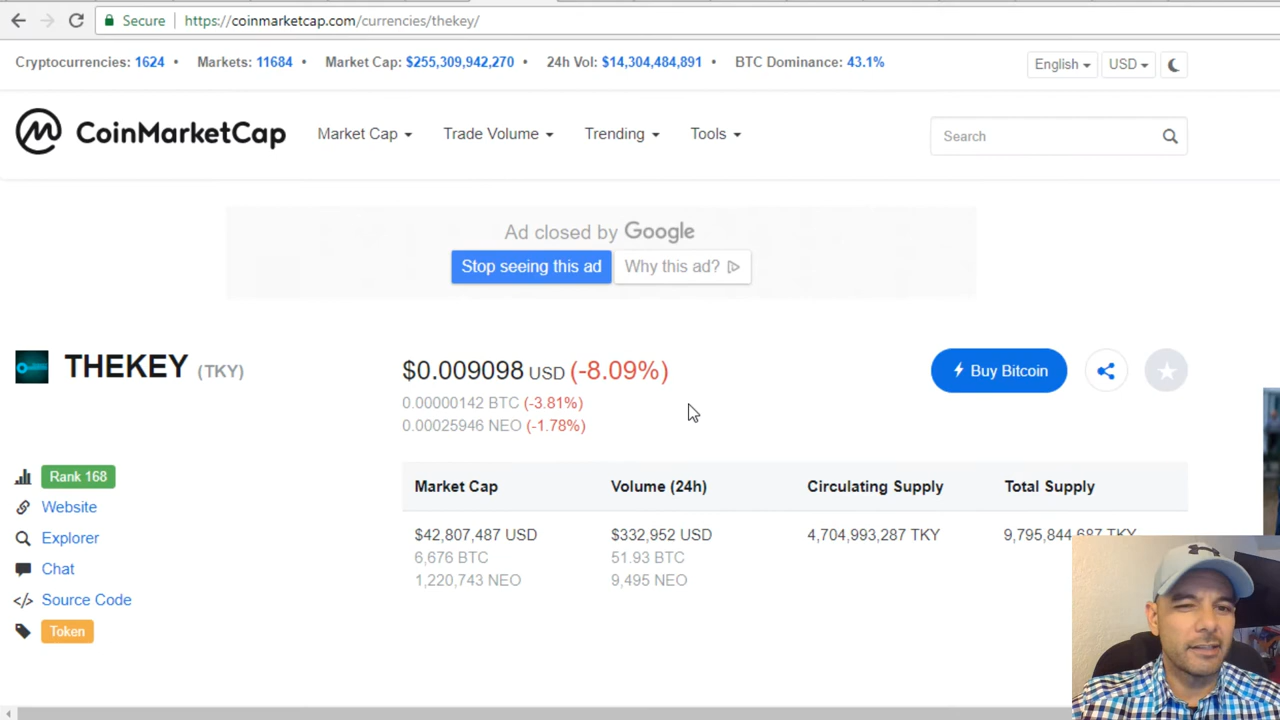 Secure https://coinmarketcap.com/currencies/thekey/
Cryptocurrencies: 1624 • Markets: 11684 • Market Cap: $255,309,942,270 • 24h Vol: $14,304,484,891 • BTC Dominance: 43.1% English USD
CoinMarketCap Market Cap Trade Volume Trending Tools Search
Ad closed by Google
Stop seeing this ad Why this ad?
THEKEY (TKY) $0.009098 USD (-8.09%) Buy Bitcoin
0.00000142 BTC (-3.81%)
0.00025946 NEO (-1.78%)
Rank 168
Website
Explorer
Chat
Source Code
Token
Market Cap Volume (24h) Circulating Supply Total Supply
$42,807,487 USD $332,952 USD 4,704,993,287 TKY 9,795,844,687 TKY
6,676 BTC 51.93 BTC
1,220,743 NEO 9,495 NEO